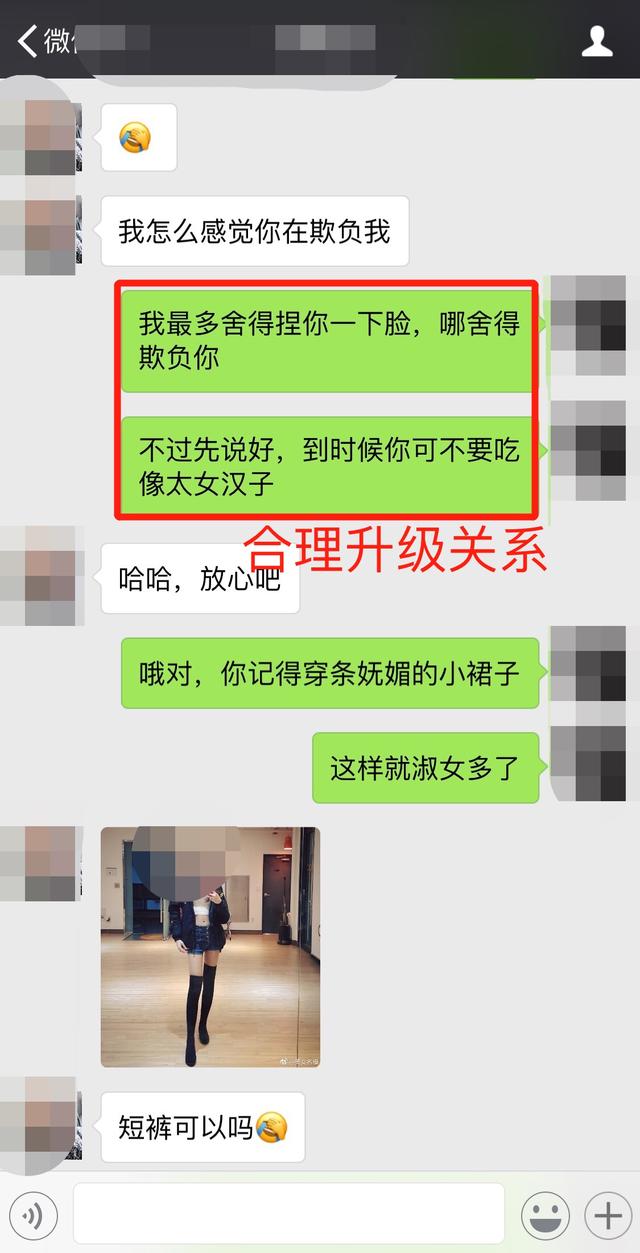 微信
我怎么感觉你在欺负我
我最多舍得捏你一下脸，哪舍得
欺负你
不过先说好，到时候你可不要吃
像太女汉子
合理升级关系
哈哈，放心吧
哦对，你记得穿条妩媚的小裙子
这样就淑女多了
短裤可以吗